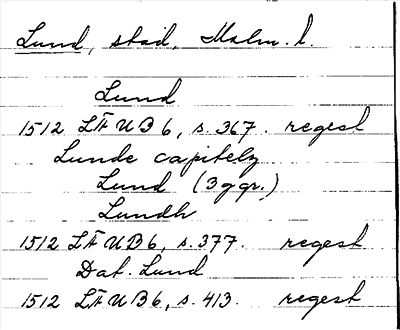 Lund, stad, Malm. l.
Lund
1512 LÄUB 6, s. 367. regest
Lunde capitely
Lund (3 ggr.)
Lundh
1512 LÄUB 6, s. 377. regest
Dat. Lund
1512 LÄUB 6, s. 413. regest